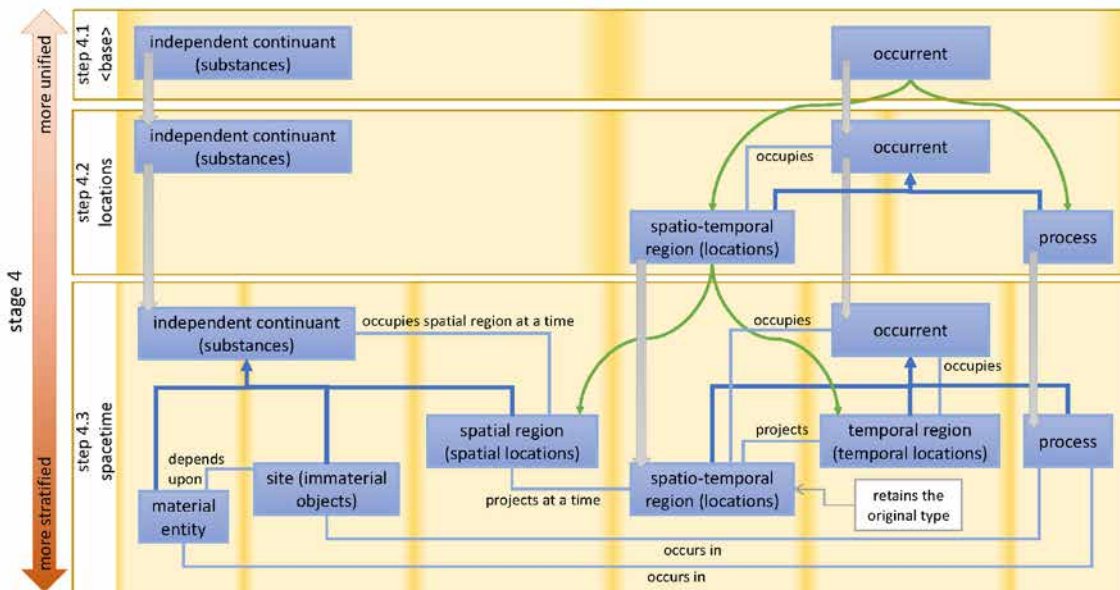 more unified
stage 4
more stratified
step 4.1
<base>
independent continuant
(substances)
occurrent
step 4.2
locations
independent continuant
(substances)
occupies
occurrent
spatio-temporal
region (locations)
process
step 4.3
spacetime
independent continuant
(substances)
occupies spatial region at a time
occupies
occurrent
occupies
spatial region
(spatial locations)
projects
temporal region
(temporal locations)
process
depends
upon
site (immaterial
objects)
projects at a time
spatio-temporal
region (locations)
retains the
original type
material
entity
occurs in
occurs in